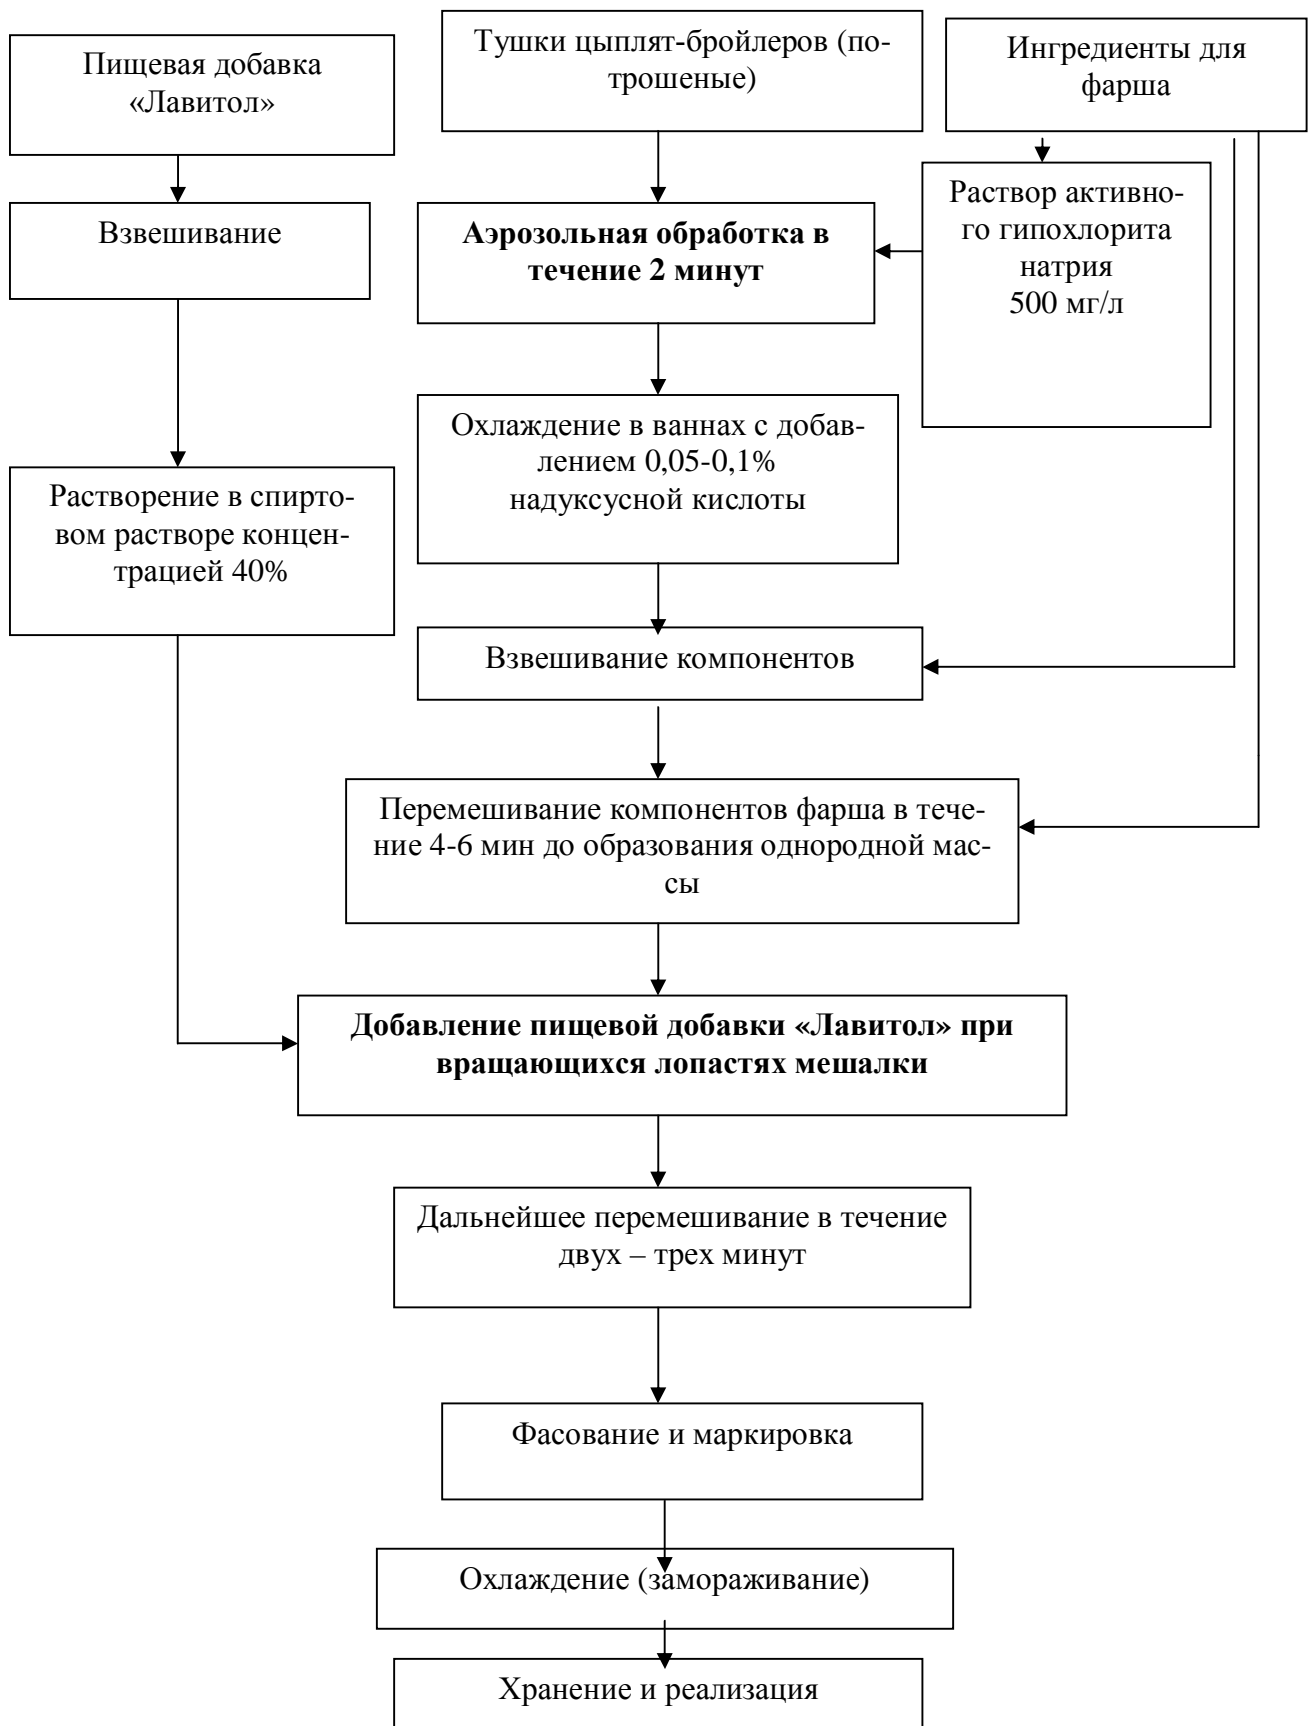 Пищевая добавка
«Лавитол»
Тушки цыплят-бройлеров (по-
трошеные)
Ингредиенты для
фарша
Взвешивание
Аэрозольная обработка в
течение 2 минут
Раствор активно-
го гипохлорита
натрия
500 мг/л
Охлаждение в ваннах с добав-
лением 0,05-0,1%
надуксусной кислоты
Растворение в спирто-
вом растворе концен-
трацией 40%
Взвешивание компонентов
Перемешивание компонентов фарша в тече-
ние 4-6 мин до образования однородной мас-
сы
Добавление пищевой добавки «Лавитол» при
вращающихся лопастях мешалки
Дальнейшее перемешивание в течение
двух – трех минут
Фасование и маркировка
Охлаждение (замораживание)
Хранение и реализация